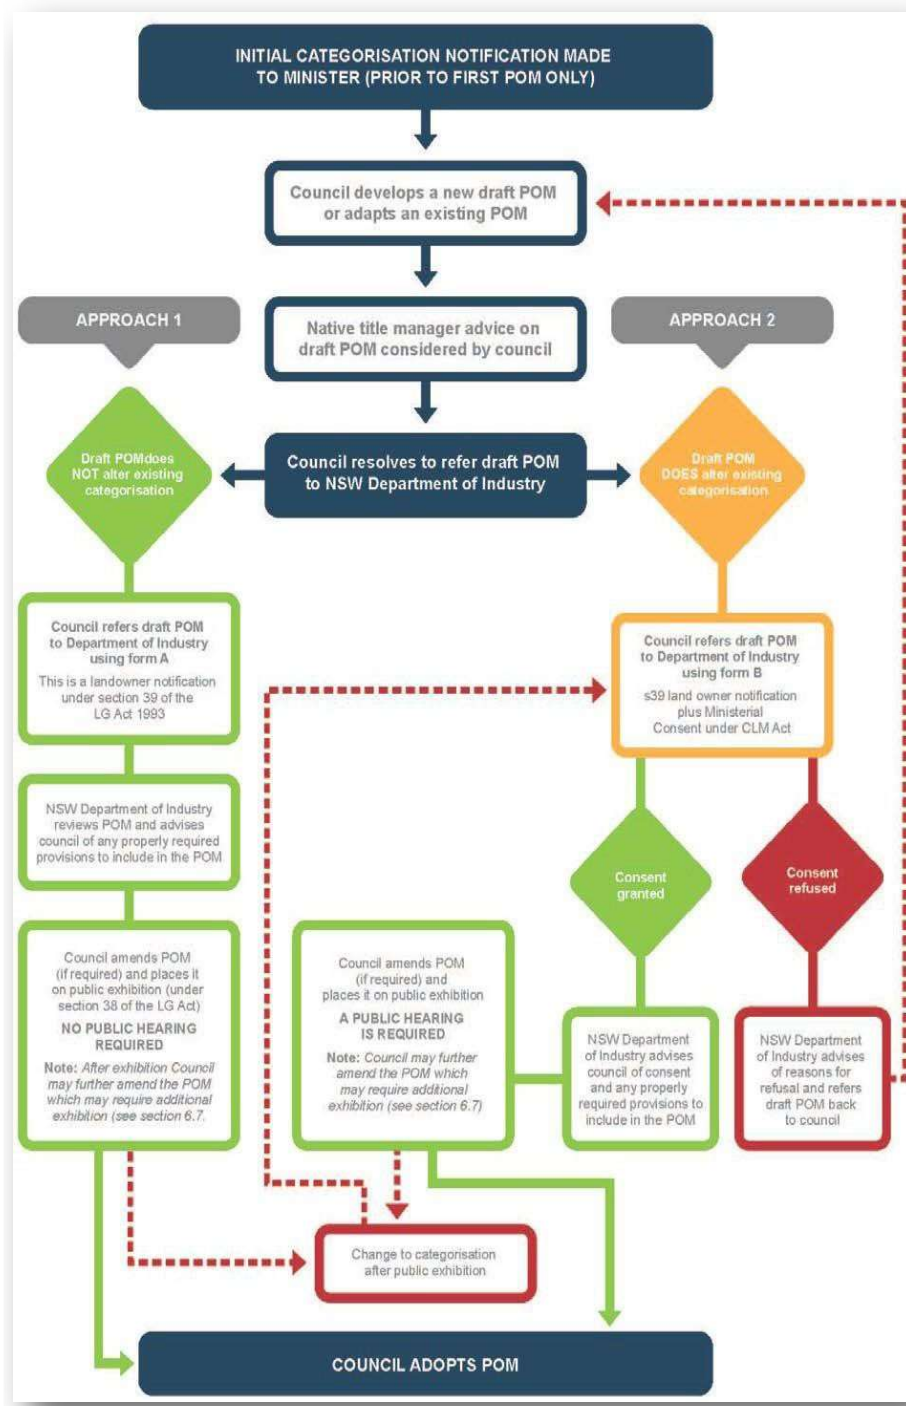 INITIAL CATEGORISATION NOTIFICATION MADE
TO MINISTER (PRIOR TO FIRST POM ONLY)
Council develops a new draft POM
or adapts an existing POM
APPROACH 1
Native title manager advice on
draft POM considered by council
APPROACH 2
Draft POMdoes
NOT alter existing
categorisation
Council resolves to refer draft POM
to NSW Department of Industry
Draft POM
DOES alter existing
categorisation
Council refers draft POM
to Department of Industry
using form A
This is a landowner notification
under section 39 of the
LG Act 1993
Council refers draft POM
to Department of Industry
using form B
s39 land owner notification
plus Ministerial
Consent under CLM Act
NSW Department of Industry
reviews POM and advises
council of any properly required
provisions to include in the POM
Consent
granted
Consent
refused
Council amends POM
(if required) and places it
on public exhibition (under
section 38 of the LG Act)
NO PUBLIC HEARING
REQUIRED
Note: After exhibition Council
may further amend the POM
which may require additional
exhibition (see section 6.7.
Council amends POM
(if required) and
places it on public exhibition
A PUBLIC HEARING
IS REQUIRED
Note: Council may further
amend the POM which
may require additional
exhibition (see section 6.7)
NSW Department
of Industry advises
council of consent
and any properly
required provisions to
include in the POM
NSW Department
of Industry advises
of reasons for
refusal and refers
draft POM back
to council
Change to categorisation
after public exhibition
COUNCIL ADOPTS POM